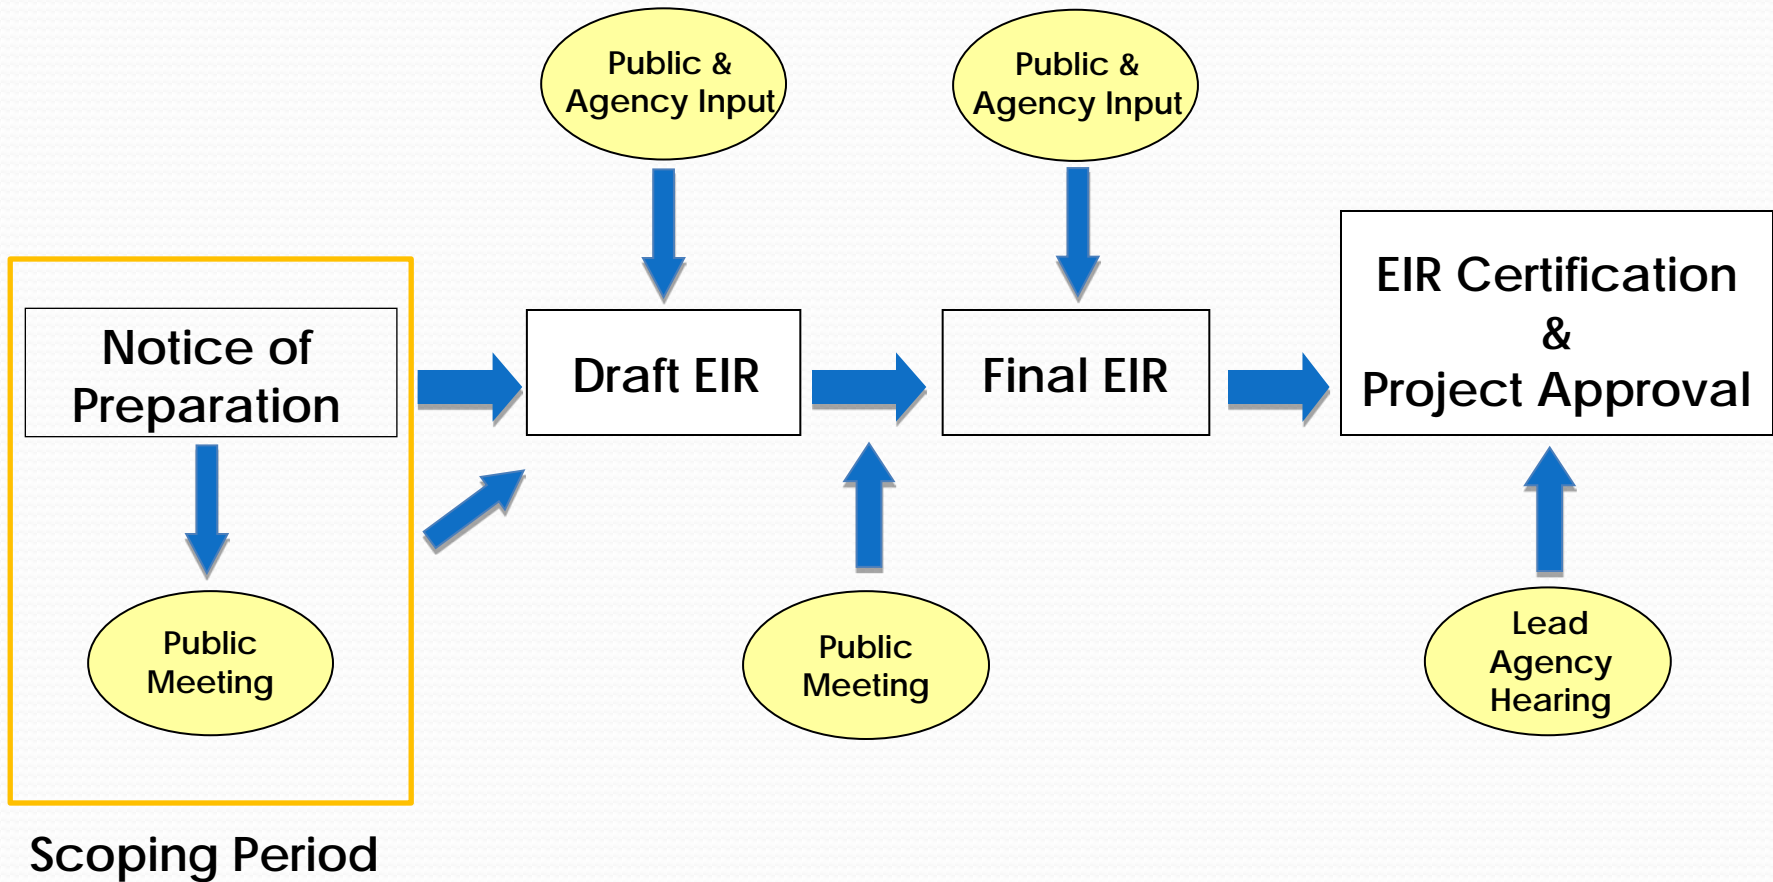 Public &
Agency Input
Public &
Agency Input
Notice of
Preparation
Draft EIR
Final EIR
EIR Certification
&
Project Approval
Public
Meeting
Public
Meeting
Lead
Agency
Hearing
Scoping Period